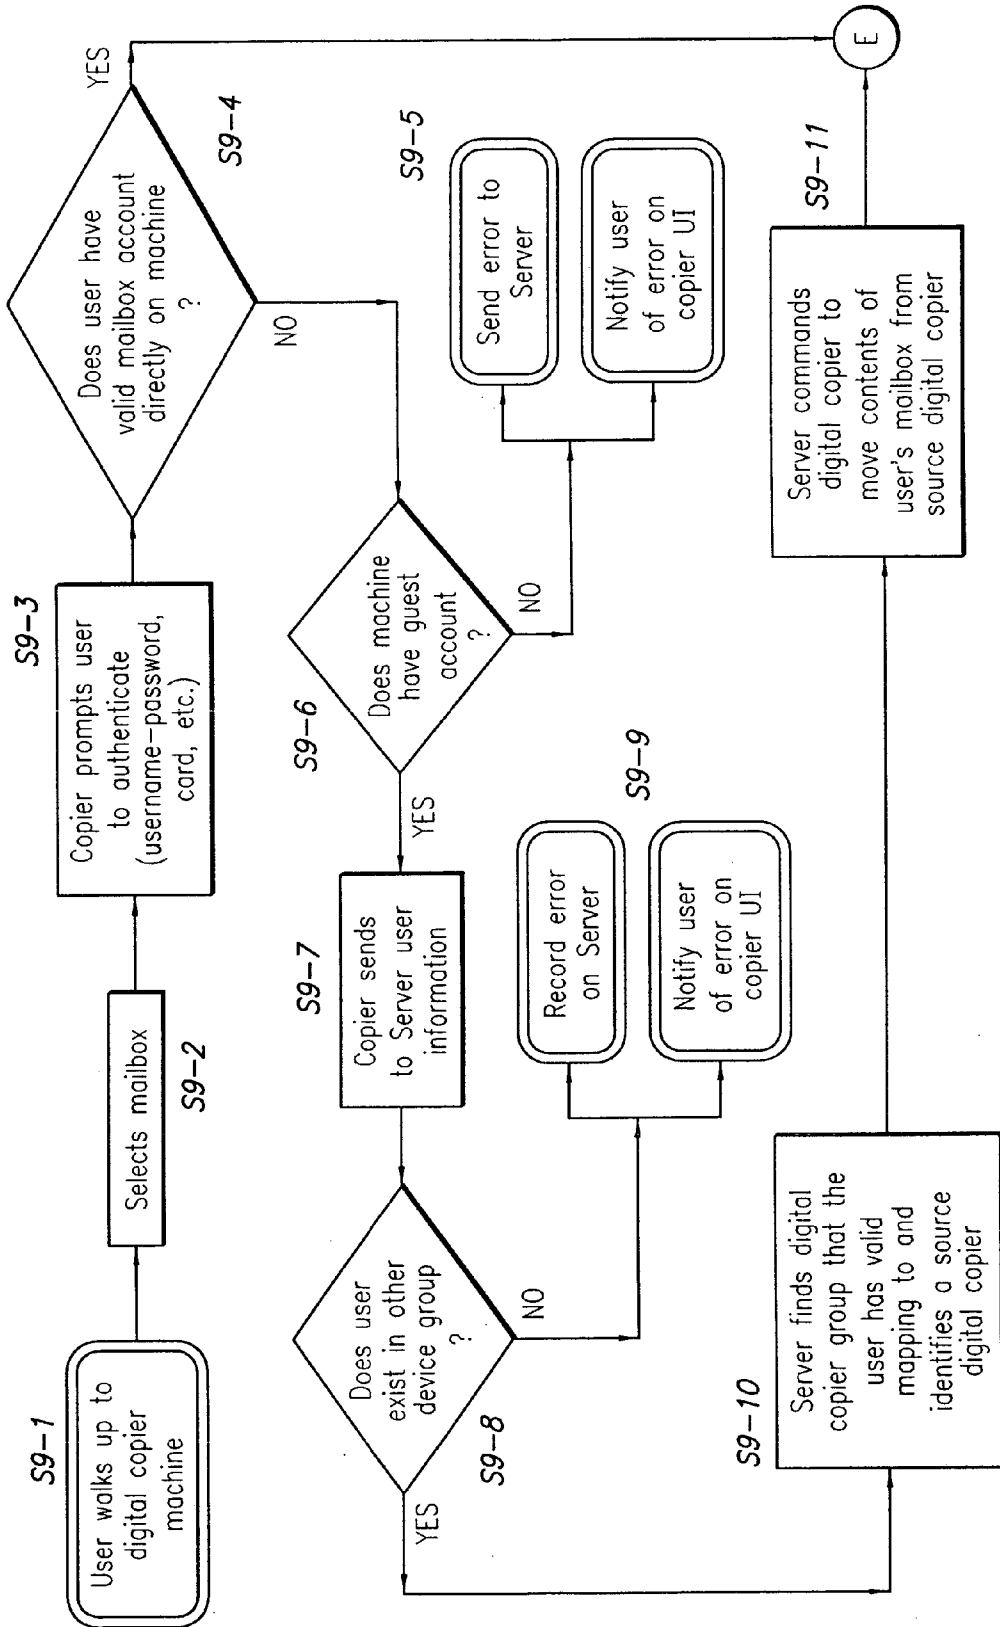 S9-1
User walks up to
digital copier
machine
Selects mailbox
S9-2
S9-3
Copier prompts user
to authenticate
(username-password,
card, etc.)
Does user have
valid mailbox account
directly on machine
?
YES
S9-4
NO
S9-5
Send error to
Server
Notify user
of error on
copier UI
S9-6
Does machine
have guest
account
?
NO
YES
S9-7
Copier sends
to Server user
information
Does user
exist in other
device group
?
S9-8
NO
YES
S9-9
Record error
on Server
Notify user
of error on
copier UI
S9-10
Server finds digital
copier group that the
user has valid
mapping to and
identifies a source
digital copier
Server commands
digital copier to
move contents of
user's mailbox from
source digital copier
S9-11
E